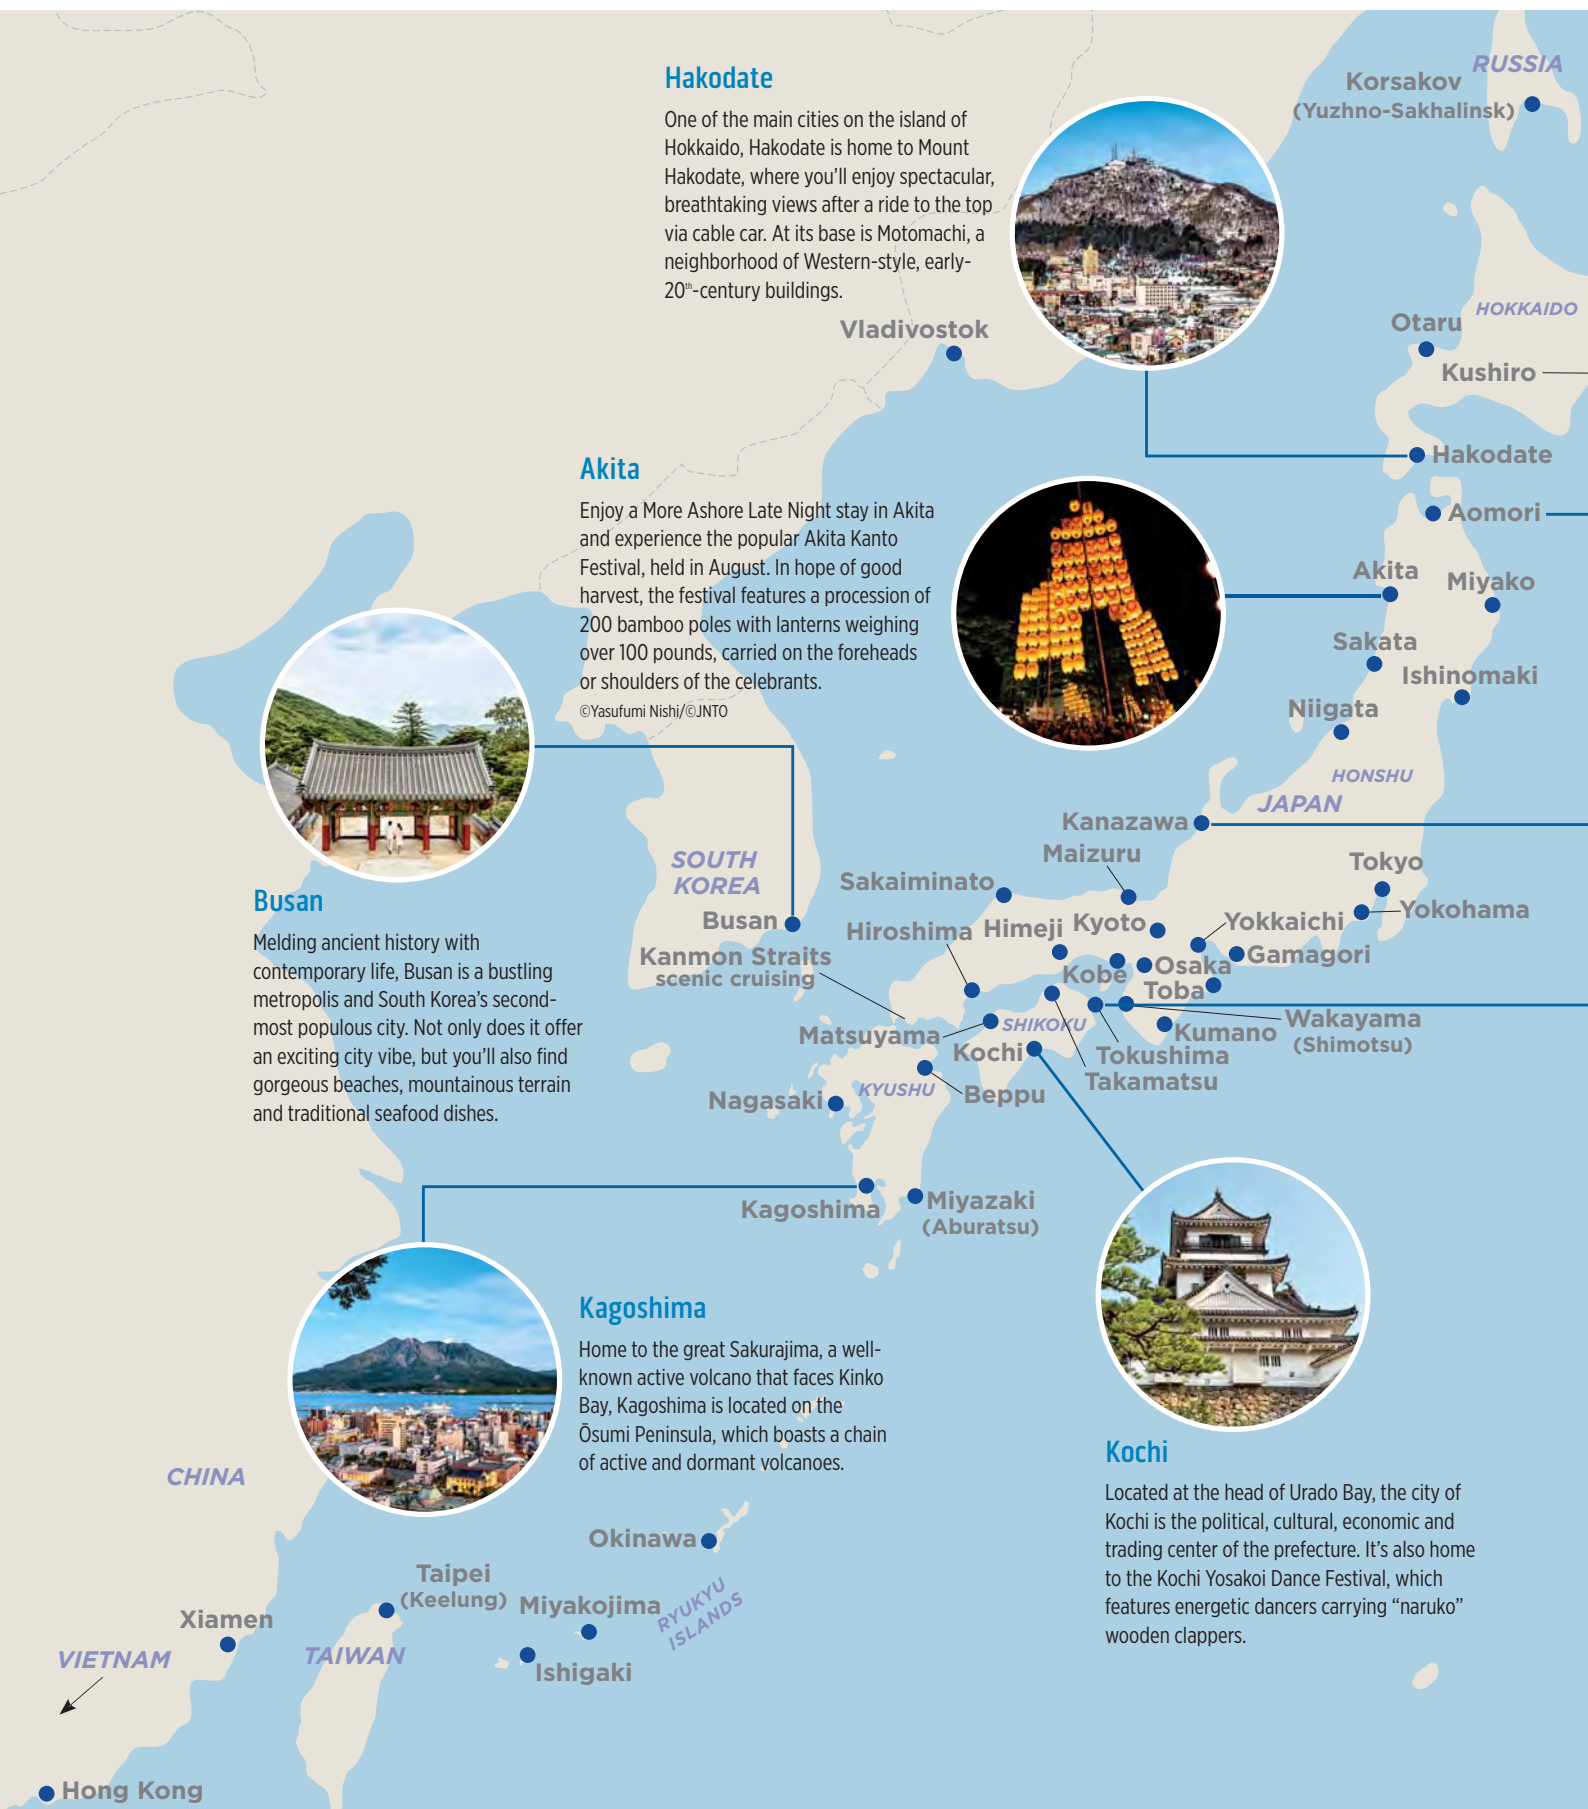 Hakodate
One of the main cities on the island of
Hokkaido, Hakodate is home to Mount
Hakodate, where you'll enjoy spectacular,
breathtaking views after a ride to the top
via cable car. At its base is Motomachi, a
neighborhood of Western-style, early-
20th-century buildings.
RUSSIA
Korsakov
(Yuzhno-Sakhalinsk)
Vladivostok
HOKKAIDO
Otaru
Kushiro
Hakodate
Aomori
Akita
Enjoy a More Ashore Late Night stay in Akita
and experience the popular Akita Kanto
Festival, held in August. In hope of good
harvest, the festival features a procession of
200 bamboo poles with lanterns weighing
over 100 pounds, carried on the foreheads
or shoulders of the celebrants.
©Yasufumi Nishi/©JNTO
Akita
Miyako
Sakata
Ishinomaki
Niigata
HONSHU
JAPAN
Kanazawa
Maizuru
Tokyo
SOUTH
KOREA
Sakaiminato
Busan
Hiroshima
Himeji
Kyoto
Yokkaichi
Yokohama
Kanmon Straits
scenic cruising
Kobe
Osaka
Gamagori
Toba
Matsuyama
SHIKOKU
Kumano
Wakayama
(Shimotsu)
Kochi
Tokushima
Takamatsu
Nagasaki
KYUSHU
Beppu
Kagoshima
Miyazaki
(Aburatsu)
Busan
Melding ancient history with
contemporary life, Busan is a bustling
metropolis and South Korea's second-
most populous city. Not only does it offer
an exciting city vibe, but you'll also find
gorgeous beaches, mountainous terrain
and traditional seafood dishes.
Kagoshima
Home to the great Sakurajima, a well-
known active volcano that faces Kinko
Bay, Kagoshima is located on the
Ōsumi Peninsula, which boasts a chain
of active and dormant volcanoes.
Kochi
Located at the head of Urado Bay, the city of
Kochi is the political, cultural, economic and
trading center of the prefecture. It's also home
to the Kochi Yosakoi Dance Festival, which
features energetic dancers carrying “naruko”
wooden clappers.
CHINA
Okinawa
Taipei
(Keelung)
Miyakojima
RYUKYU
ISLANDS
Xiamen
VIETNAM
TAIWAN
Ishigaki
Hong Kong